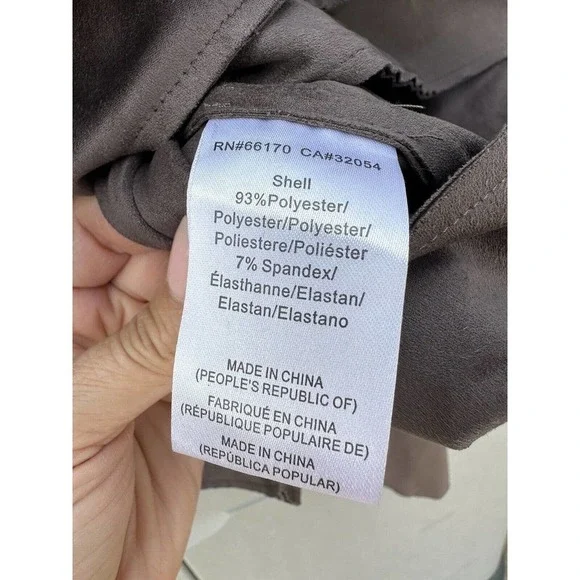 RN#66170 CA#32054
Shell
93%Polyester/
Polyester/Polyester/
Poliestere/Poliéster
7% Spandex/
Élasthanne/Elastan/
Elastan/Elastano
MADE IN CHINA
(PEOPLE'S REPUBLIC OF)
FABRIQUÉ EN CHINA
(RÉPUBLIQUE POPULAIRE DE)
MADE IN CHINA
(REPÚBLICA POPULAR)